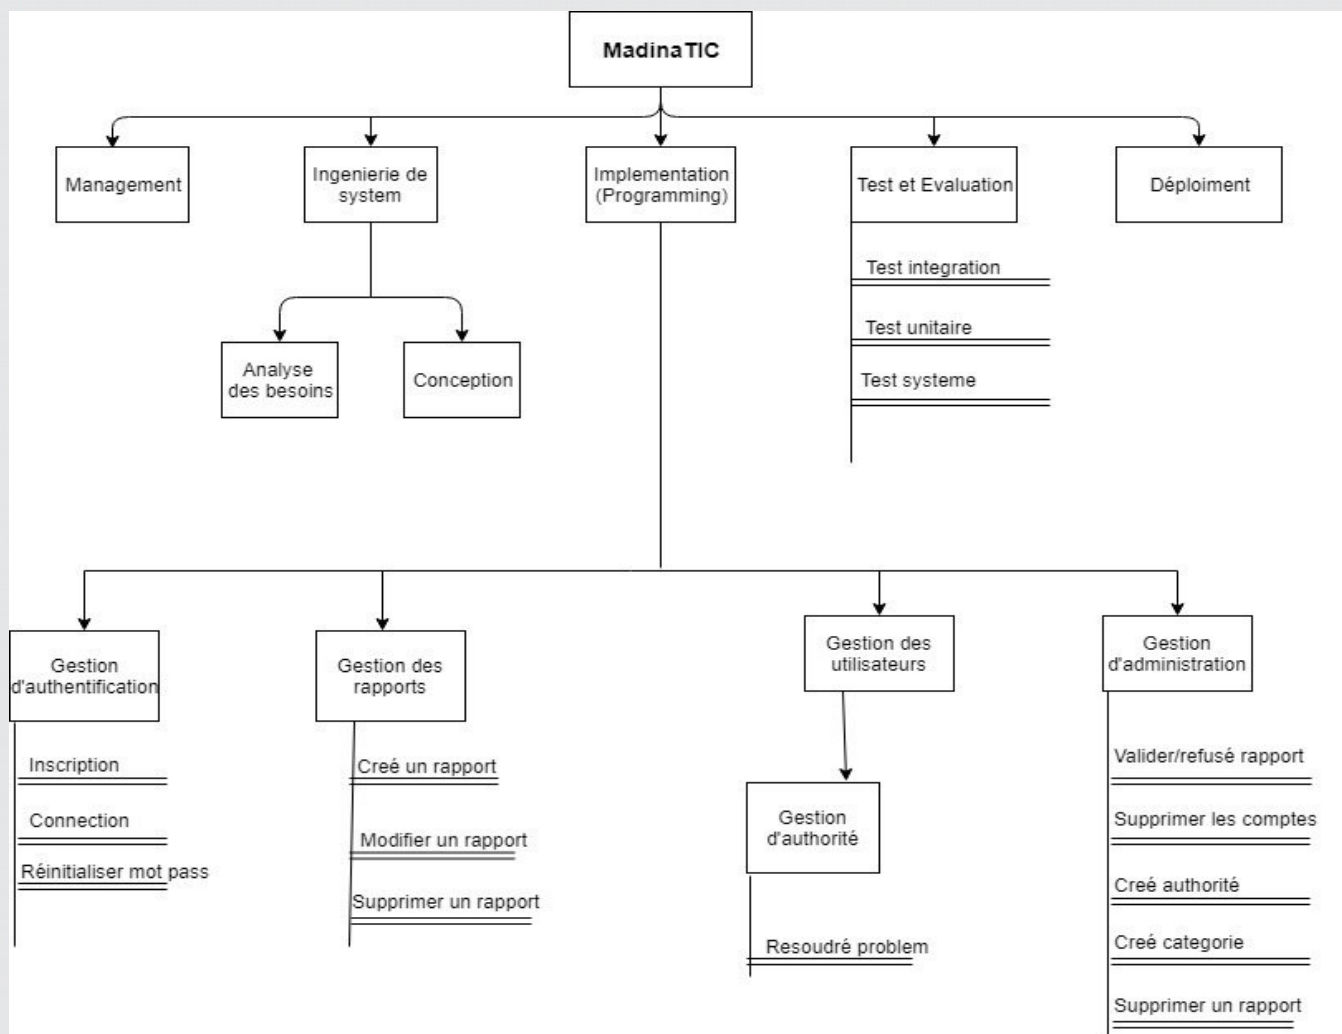 MadinaTIC
Management
Ingenierie de
system
Implementation
(Programming)
Test et Evaluation
Déploiment
Test integration
Test unitaire
Test systeme
Analyse
des besoins
Conception
Gestion
d'authentification
Inscription
Connection
Réinitialiser mot pass
Gestion des
rapports
Creé un rapport
Modifier un rapport
Supprimer un rapport
Gestion des
utilisateurs
Gestion
d'authorité
Resoudré problem
Gestion
d'administration
Valider/refusé rapport
Supprimer les comptes
Creé authorité
Creé categorie
Supprimer un rapport